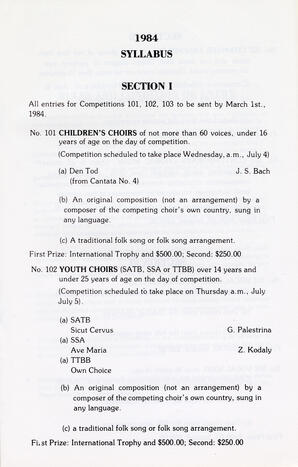 1984
SYLLABUS
SECTION I
All entries for Competitions 101, 102, 103 to be sent by March 1st.,
1984.
No. 101 CHILDREN'S CHOIRS of not more than 60 voices, under 16
years of age on the day of competition.
(Competition scheduled to take place Wednesday, a.m., July 4)
(a) Den Tod J. S. Bach
(from Cantata No. 4)
(b) An original composition (not an arrangement) by a
composer of the competing choir's own country, sung in
any language.
(c) A traditional folk song or folk song arrangement.
First Prize: International Trophy and $500.00; Second: $250.00
No. 102 YOUTH CHOIRS (SATB, SSA or TTBB) over 14 years and
under 25 years of age on the day of competition.
(Competition scheduled to take place on Thursday a.m., July
July 5).
(a) SATB
Sicut Cervus G. Palestrina
(a) SSA
Ave Maria Z. Kodaly
(a) TTBB
Own Choice
(b) An original composition (not an arrangement) by a
composer of the competing choir's own country, sung in
any language.
(c) a traditional folk song or folk song arrangement.
First Prize: International Trophy and $500.00; Second: $250.00